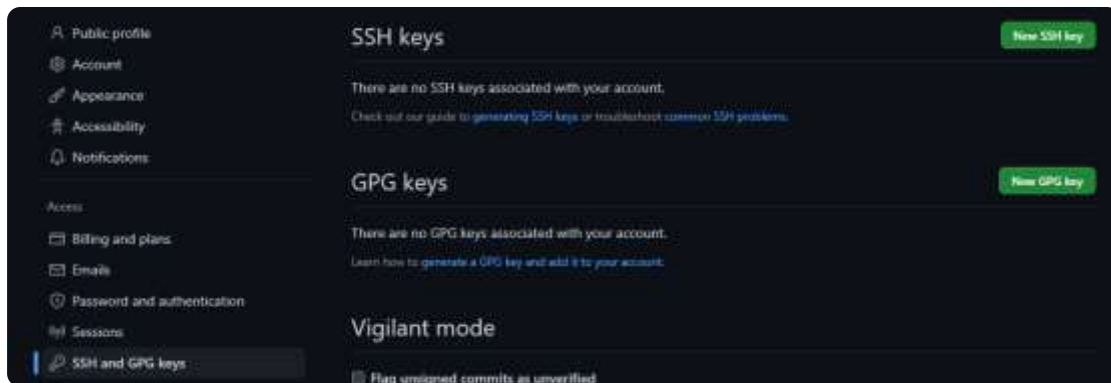 Public profile
Account
Appearance
Accessibility
Notifications
Access
Billing and plans
Emails
Password and authentication
Sessions
SSH and GPG keys
SSH keys
New SSH key
There are no SSH keys associated with your account.
Check out our guide to generating SSH keys or troubleshoot common SSH problems.
GPG keys
New GPG key
There are no GPG keys associated with your account.
Learn how to generate a GPG key and add it to your account.
Vigilant mode
Flag unsigned commits as unverified